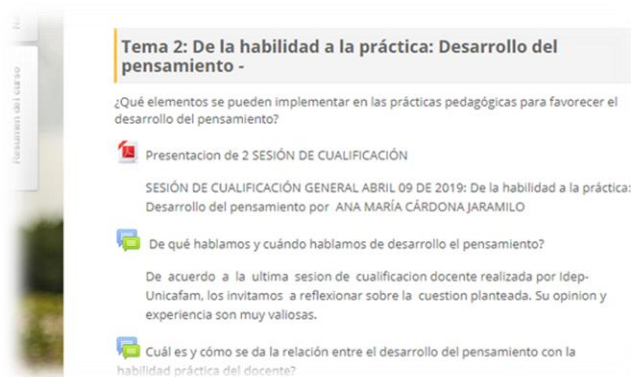 Resumen del curso
Tema 2: De la habilidad a la práctica: Desarrollo del
pensamiento -
¿Qué elementos se pueden implementar en las prácticas pedagógicas para favorecer el
desarrollo del pensamiento?
Presentacion de 2 SESIÓN DE CUALIFICACIÓN
SESIÓN DE CUALIFICACIÓN GENERAL ABRIL 09 DE 2019: De la habilidad a la práctica:
Desarrollo del pensamiento por ANA MARÍA CÁRDONA JARAMILO
De qué hablamos y cuándo hablamos de desarrollo el pensamiento?
De acuerdo a la ultima sesion de cualificacion docente realizada por Idep-
Unicafam, los invitamos a reflexionar sobre la cuestion planteada. Su opinion y
experiencia son muy valiosas.
Cuál es y cómo se da la relación entre el desarrollo del pensamiento con la
habilidad práctica del docente?